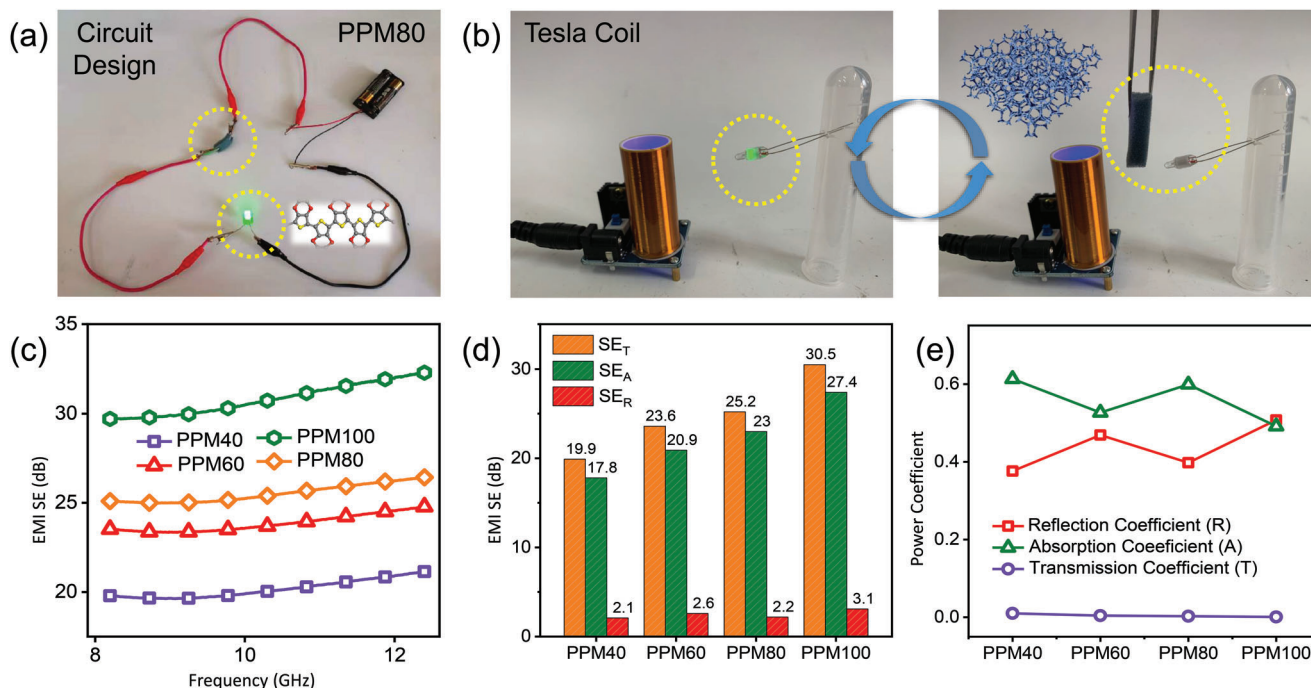 (a)
Circuit
Design
PPM80
(b)
Tesla Coil
(c)
EMI SE (dB)
35
30
25
20
PPM40
PPM100
PPM60
PPM80
8
10
12
Frequency (GHz)
(d)
EMI SE (dB)
30
20
10
0
SE_T
SE_A
SE_R
19.9
17.8
2.1
23.6
20.9
2.6
25.2
23
2.2
30.5
27.4
3.1
PPM40
PPM60
PPM80
PPM100
(e)
Power Coefficient
0.6
0.4
0.2
0.0
Reflection Coefficient (R)
Absorption Coeeficient (A)
Transmission Coefficient (T)
PPM40
PPM60
PPM80
PPM100